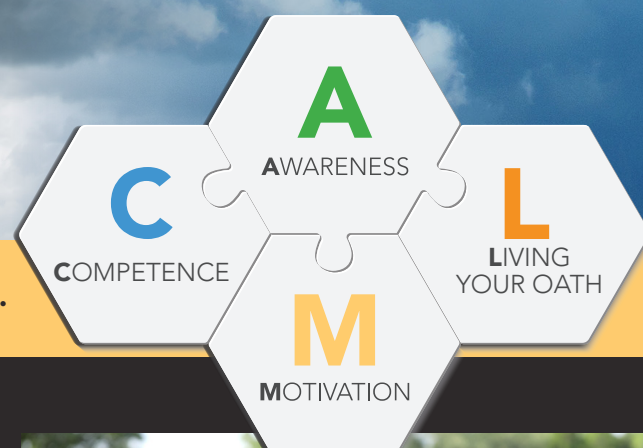 C
COMPETENCE
A
AWARENESS
L
LIVING
YOUR OATH
M
MOTIVATION
.